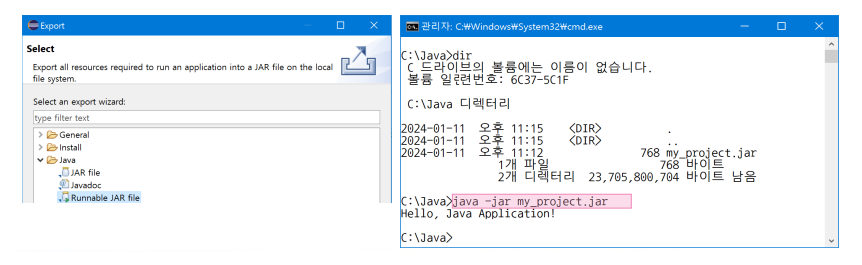 Export
Select
Export all resources required to run an application into a JAR file on the local
file system.
Select an export wizard:
type filter text
General
Install
Java
JAR file
Javadoc
Runnable JAR file
관리자: C:₩Windows₩System32₩cmd.exe
C:₩Java>dir
C 드라이브의 볼륨에는 이름이 없습니다.
볼륨 일련번호: 6C37-5C1F
C:₩Java 디렉터리
2024-01-11 오후 11:15 <DIR> .
2024-01-11 오후 11:15 <DIR> ..
2024-01-11 오후 11:12 768 my_project.jar
1개 파일 768 바이트
2개 디렉터리 23,705,800,704 바이트 남음
C:₩Java>java -jar my_project.jar
Hello, Java Application!
C:₩Java>